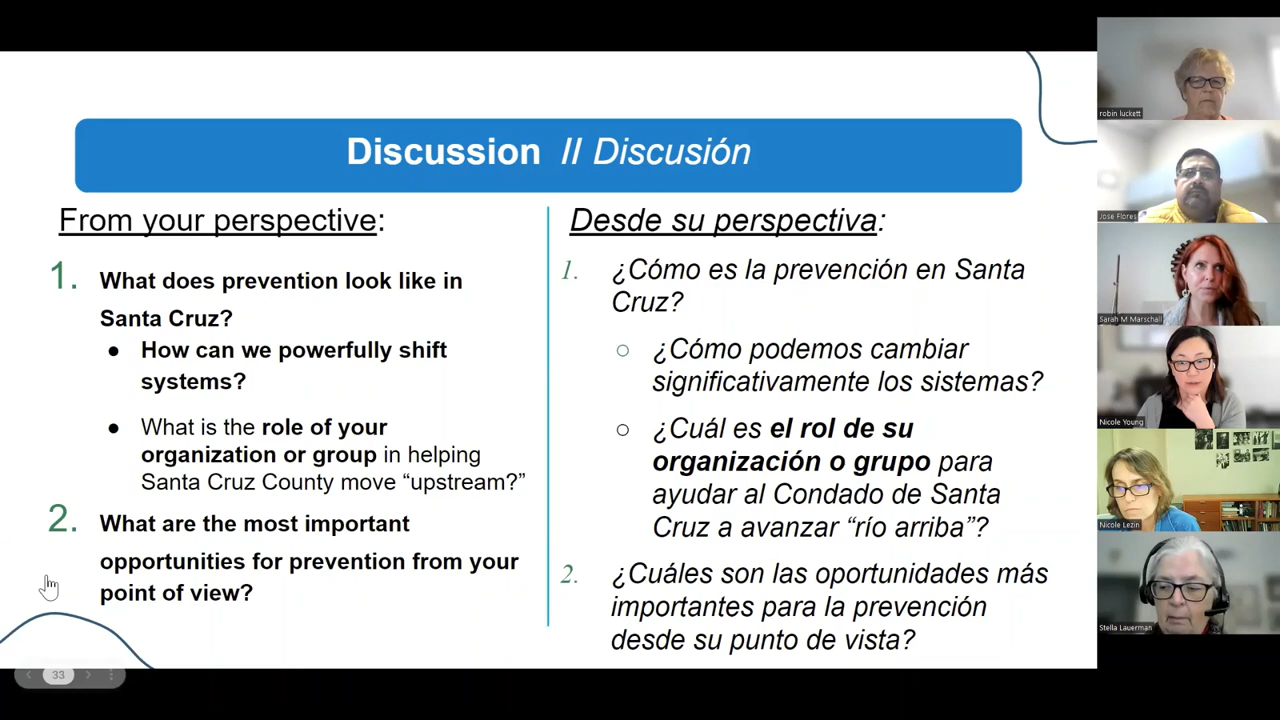 Discussion // Discusión
From your perspective:
1. What does prevention look like in
Santa Cruz?
● How can we powerfully shift
systems?
● What is the role of your
organization or group in helping
Santa Cruz County move “upstream?”
2. What are the most important
opportunities for prevention from your
point of view?
Desde su perspectiva:
1. ¿Cómo es la prevención en Santa
Cruz?
○ ¿Cómo podemos cambiar
significativamente los sistemas?
○ ¿Cuál es el rol de su
organización o grupo para
ayudar al Condado de Santa
Cruz a avanzar “río arriba”?
2. ¿Cuáles son las oportunidades más
importantes para la prevención
desde su punto de vista?
33
robin luckett
Jose Flores
Sarah M Marschall
Nicole Young
Nicole Lezin
Stella Lauerman